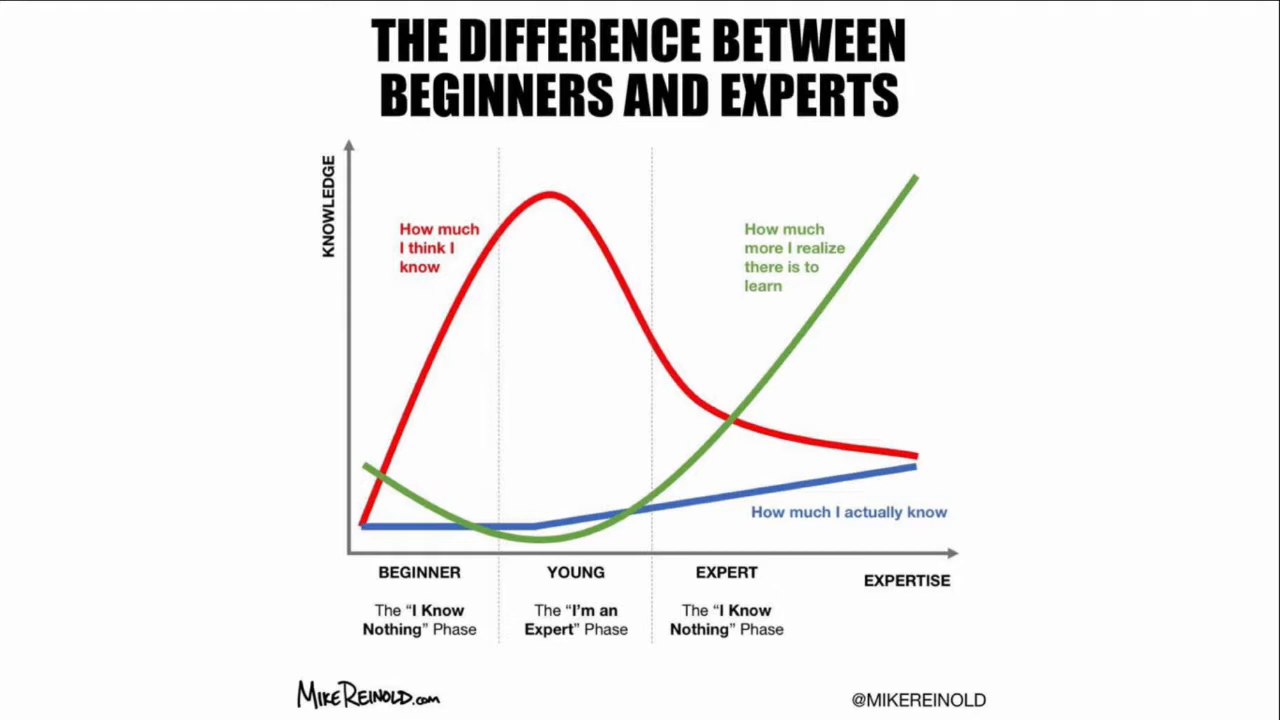 THE DIFFERENCE BETWEEN
BEGINNERS AND EXPERTS
KNOWLEDGE
How much
I think I
know
How much
more I realize
there is to
learn
How much I actually know
BEGINNER
YOUNG
EXPERT
EXPERTISE
The “I Know
Nothing” Phase
The “I’m an
Expert” Phase
The “I Know
Nothing” Phase
MIKEREINOLD.com
@MIKEREINOLD